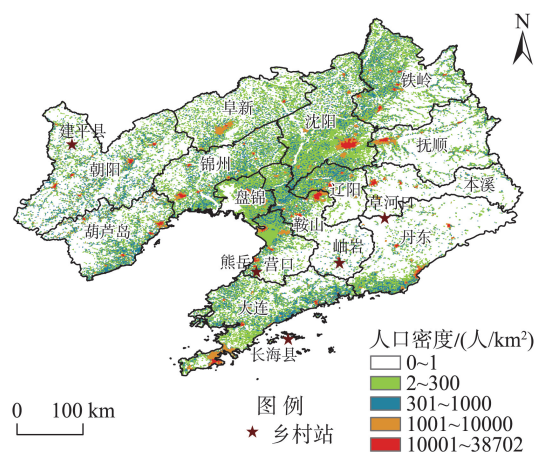 N
铁岭
阜新
沈阳
建平县
抚顺
朝阳
锦州
本溪
辽阳
盘锦
草河口
葫芦岛
鞍山
丹东
岫岩
熊岳
营口
大连
长海县
人口密度/(人/km²)
0~1
2~300
301~1000
1001~10000
10001~38702
0 100 km
图例
乡村站